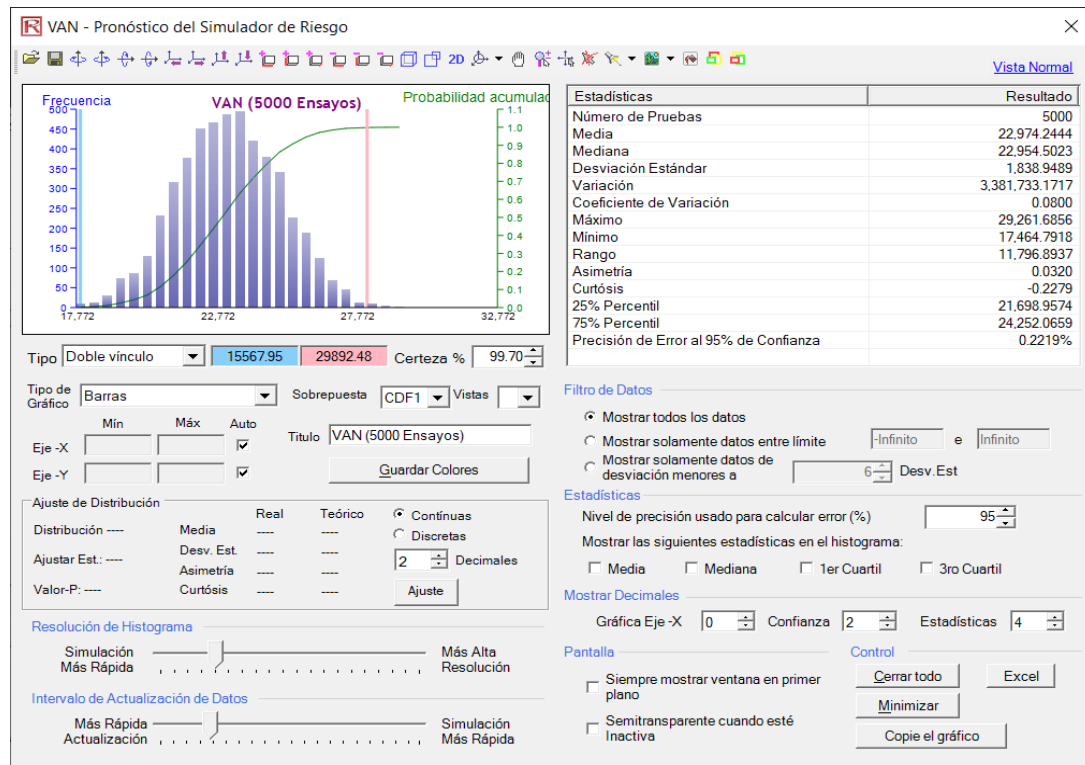 VAN - Pronóstico del Simulador de Riesgo
2D
Vista Normal
Frecuencia
VAN (5000 Ensayos)
Probabilidad acumulac
500
450
400
350
300
250
200
150
100
50
0
1.1
1.0
0.9
0.8
0.7
0.6
0.5
0.4
0.3
0.2
0.1
0.0
17,772 22,772 27,772 32,772
Estadísticas Resultado
Número de Pruebas 5000
Media 22,974.2444
Mediana 22,954.5023
Desviación Estándar 1,838.9489
Variación 3,381,733.1717
Coeficiente de Variación 0.0800
Máximo 29,261.6856
Mínimo 17,464.7918
Rango 11,796.8937
Asimetría 0.0320
Curtósis -0.2279
25% Percentil 21,698.9574
75% Percentil 24,252.0659
Precisión de Error al 95% de Confianza 0.2219%
Tipo Doble vínculo 15567.95 29892.48 Certeza % 99.70
Tipo de Gráfico Barras Sobrepuesta CDF1 Vistas
Mín Máx Auto
Eje -X
Eje -Y
Titulo VAN (5000 Ensayos)
Guardar Colores
Ajuste de Distribución
Real Teórico
Distribución ----
Ajustar Est.: ----
Valor-P: ----
Media ---- ----
Desv. Est. ---- ----
Asimetría ---- ----
Curtósis ---- ----
Contínuas
Discretas
2 Decimales
Ajuste
Resolución de Histograma
Simulación Más Rápida
Más Alta Resolución
Intervalo de Actualización de Datos
Más Rápida Actualización
Simulación Más Rápida
Filtro de Datos
Mostrar todos los datos
Mostrar solamente datos entre límite -Infinito e Infinito
Mostrar solamente datos de desviación menores a 6 Desv.Est
Estadísticas
Nivel de precisión usado para calcular error (%) 95
Mostrar las siguientes estadísticas en el histograma:
Media Mediana 1er Cuartil 3ro Cuartil
Mostrar Decimales
Gráfica Eje -X 0 Confianza 2 Estadísticas 4
Pantalla
Siempre mostrar ventana en primer plano
Semitransparente cuando esté Inactiva
Control
Cerrar todo Excel
Minimizar
Copie el gráfico